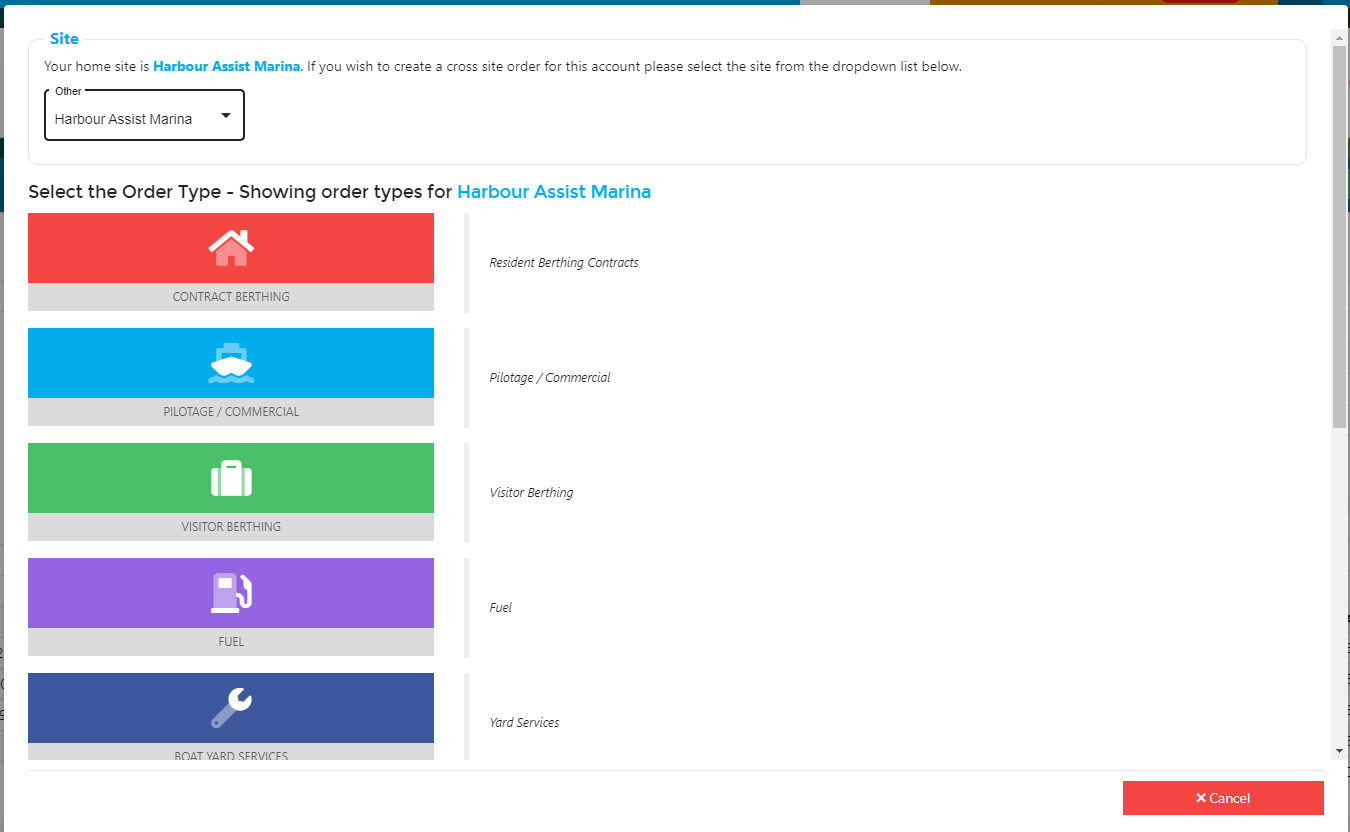 Site
Your home site is Harbour Assist Marina. If you wish to create a cross site order for this account please select the site from the dropdown list below.
Other
Harbour Assist Marina
Select the Order Type - Showing order types for Harbour Assist Marina
CONTRACT BERTHING
Resident Berthing Contracts
PILOTAGE / COMMERCIAL
Pilotage / Commercial
VISITOR BERTHING
Visitor Berthing
FUEL
Fuel
BOAT YARD SERVICES
Yard Services
Cancel